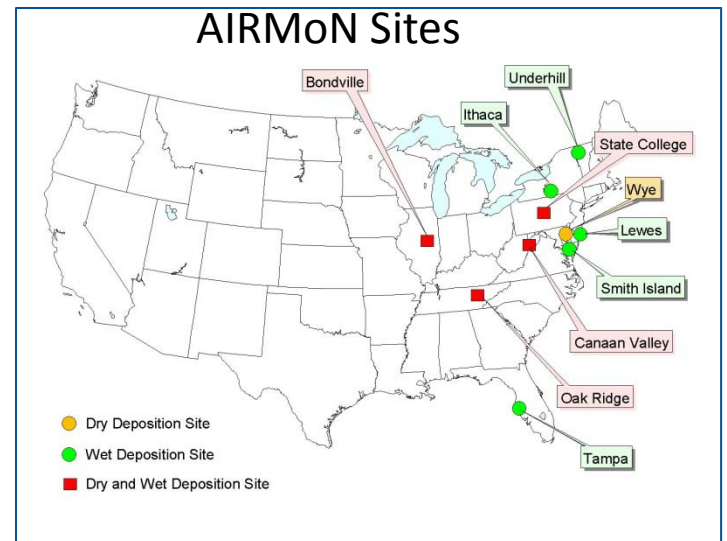 AIRMoN Sites
Bondville
Underhill
Ithaca
State College
Wye
Lewes
Smith Island
Canaan Valley
Oak Ridge
Tampa
Dry Deposition Site
Wet Deposition Site
Dry and Wet Deposition Site